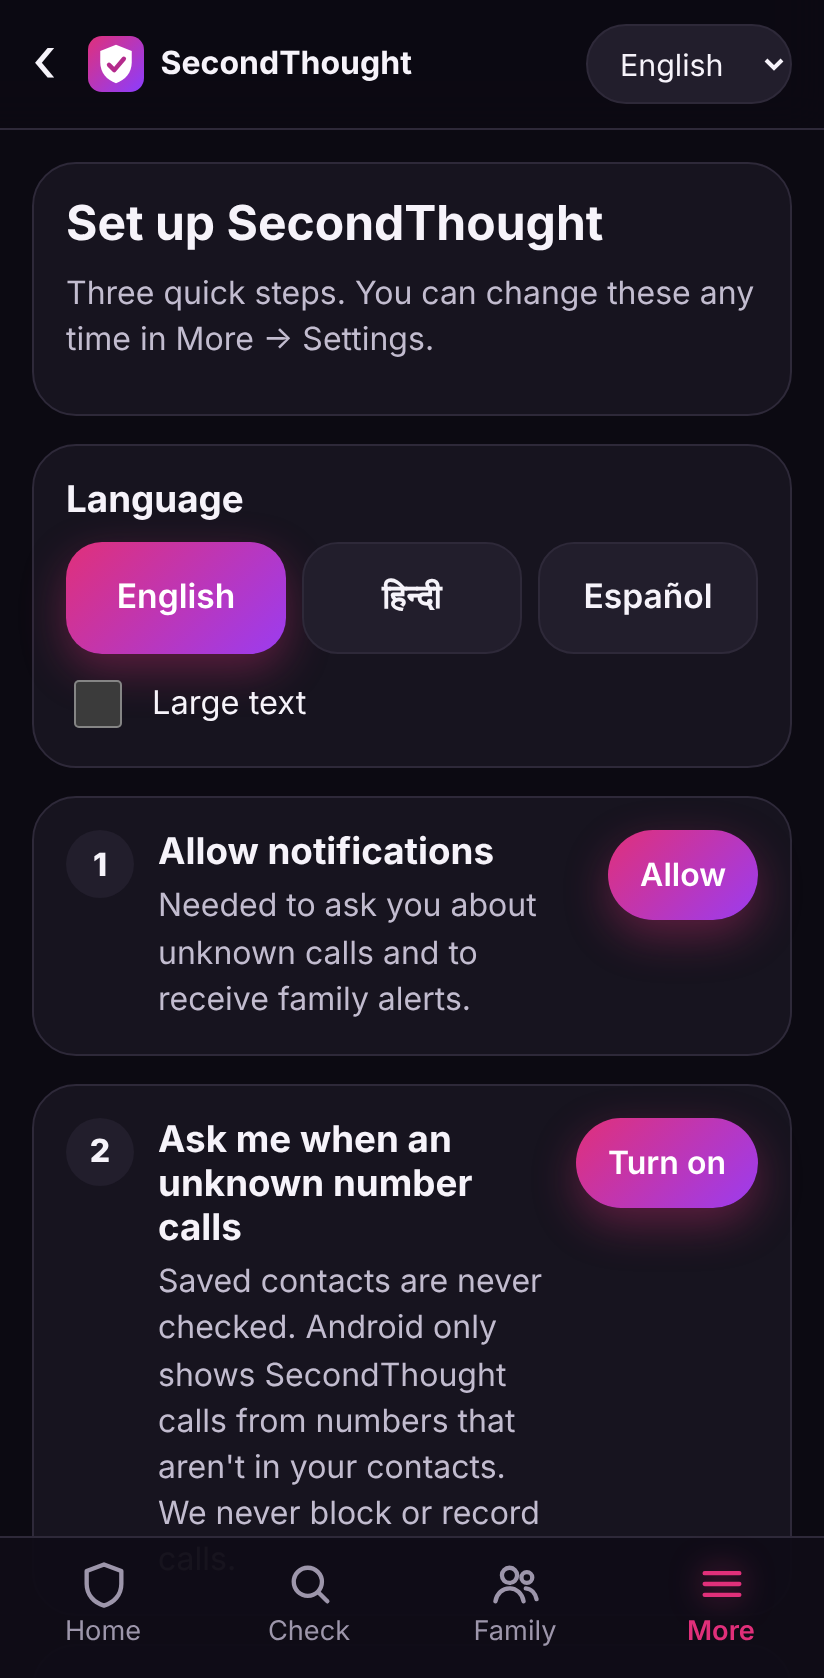 SecondThought
English
Set up SecondThought
Three quick steps. You can change these any
time in More → Settings.
Language
English
हिन्दी
Español
Large text
1
Allow notifications
Allow
Needed to ask you about
unknown calls and to
receive family alerts.
2
Ask me when an
unknown number
calls
Turn on
Saved contacts are never
checked. Android only
shows SecondThought
calls from numbers that
aren't in your contacts.
We never block or record
calls.
Home
Check
Family
More